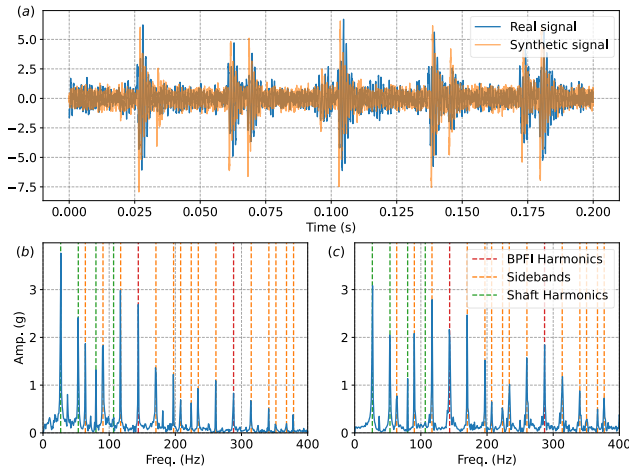 (a)
Real signal
Synthetic signal
5.0
2.5
0.0
−2.5
−5.0
−7.5
0.000 0.025 0.050 0.075 0.100 0.125 0.150 0.175 0.200
Time (s)
(b) (c)
BPFI Harmonics
Sidebands
Shaft Harmonics
Amp. (g)
3 3
2 2
1 1
0 0
0 100 200 300 400 0 100 200 300 400
Freq. (Hz) Freq. (Hz)